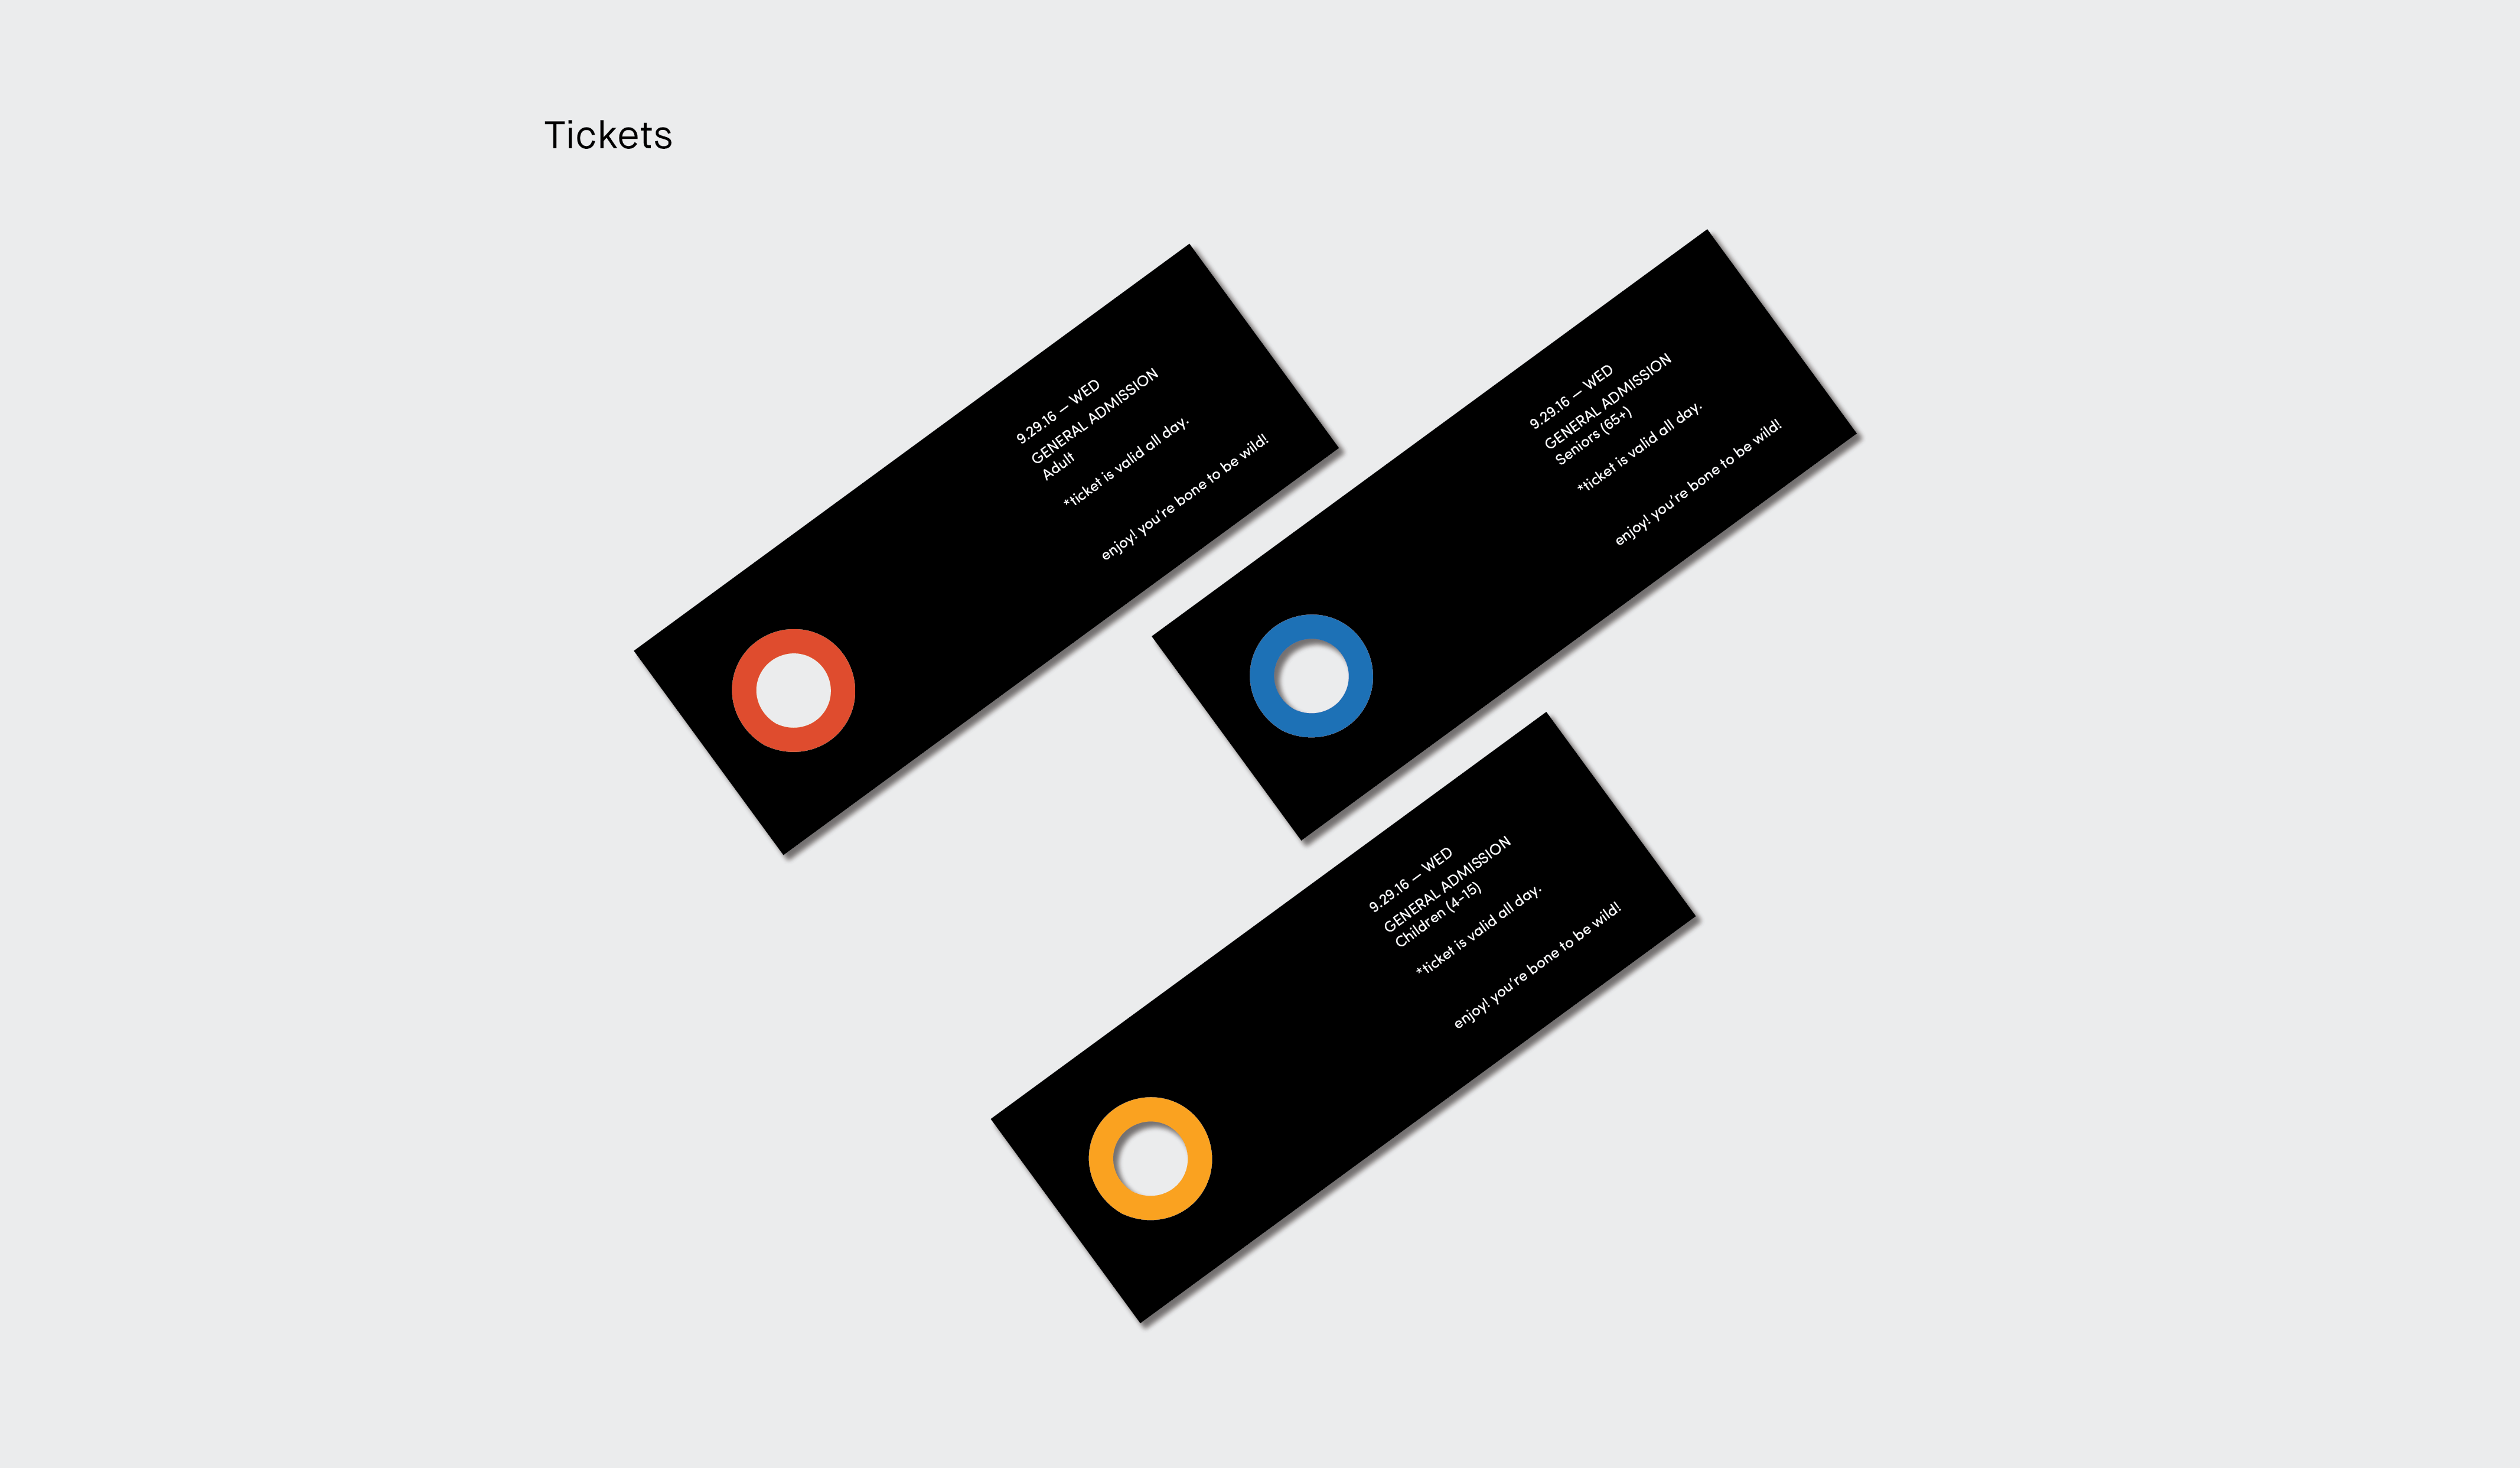 Tickets
9.29.16 — WED
GENERAL ADMISSION
Adult
*ticket is valid all day.
enjoy! you're bone to be wild!
9.29.16 — WED
GENERAL ADMISSION
Seniors (65+)
*ticket is valid all day.
enjoy! you're bone to be wild!
9.29.16 — WED
GENERAL ADMISSION
Children (4-15)
*ticket is valid all day.
enjoy! you're bone to be wild!